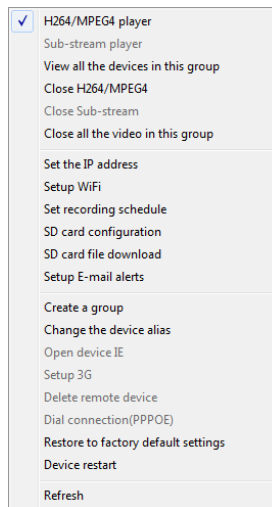 H264/MPEG4 player
Sub-stream player
View all the devices in this group
Close H264/MPEG4
Close Sub-stream
Close all the video in this group
Set the IP address
Setup WiFi
Set recording schedule
SD card configuration
SD card file download
Setup E-mail alerts
Create a group
Change the device alias
Open device IE
Setup 3G
Delete remote device
Dial connection(PPPOE)
Restore to factory default settings
Device restart
Refresh